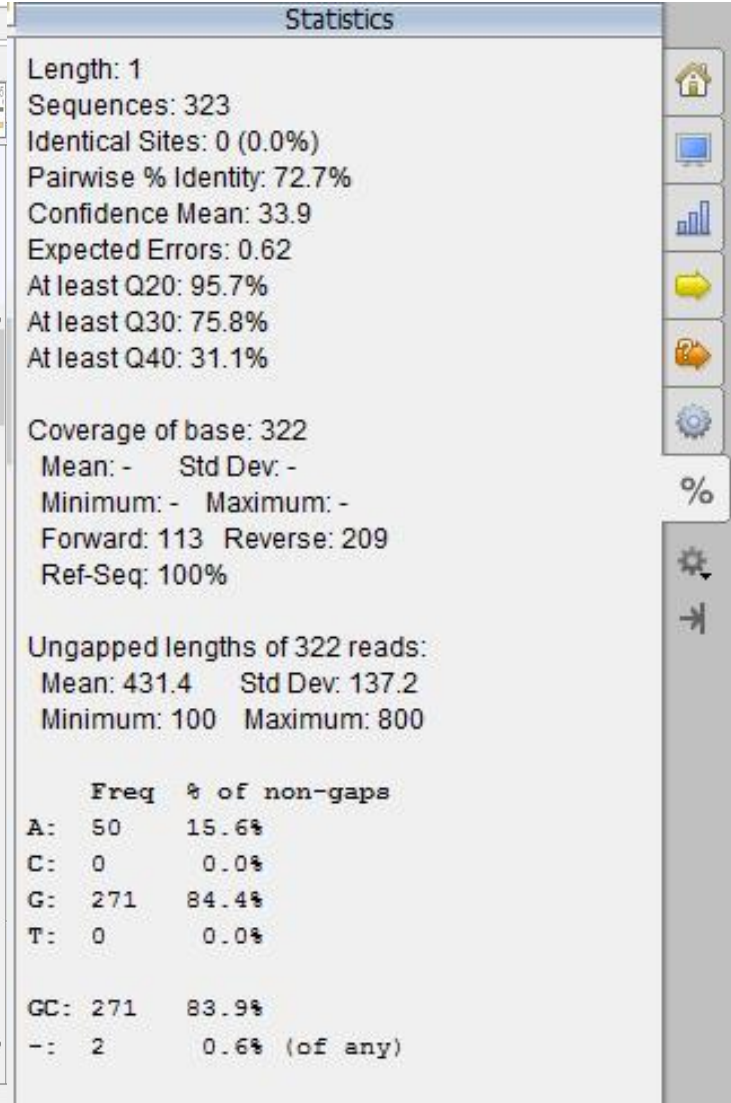 Statistics
Length: 1
Sequences: 323
Identical Sites: 0 (0.0%)
Pairwise % Identity: 72.7%
Confidence Mean: 33.9
Expected Errors: 0.62
At least Q20: 95.7%
At least Q30: 75.8%
At least Q40: 31.1%
Coverage of base: 322
Mean: - Std Dev: -
Minimum: - Maximum: -
Forward: 113 Reverse: 209
Ref-Seq: 100%
Ungapped lengths of 322 reads:
Mean: 431.4 Std Dev: 137.2
Minimum: 100 Maximum: 800
Freq % of non-gaps
A: 50 15.6%
C: 0 0.0%
G: 271 84.4%
T: 0 0.0%
GC: 271 83.9%
-: 2 0.6% (of any)
%